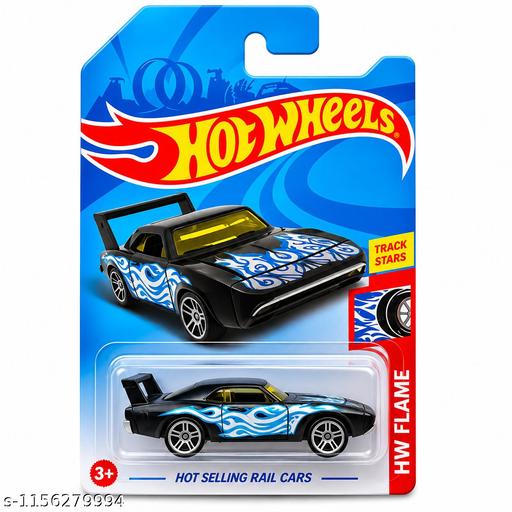 HOT WHEELS®
TRACK
STARS
HW FLAME
3+
HOT SELLING RAIL CARS
s-1156279994